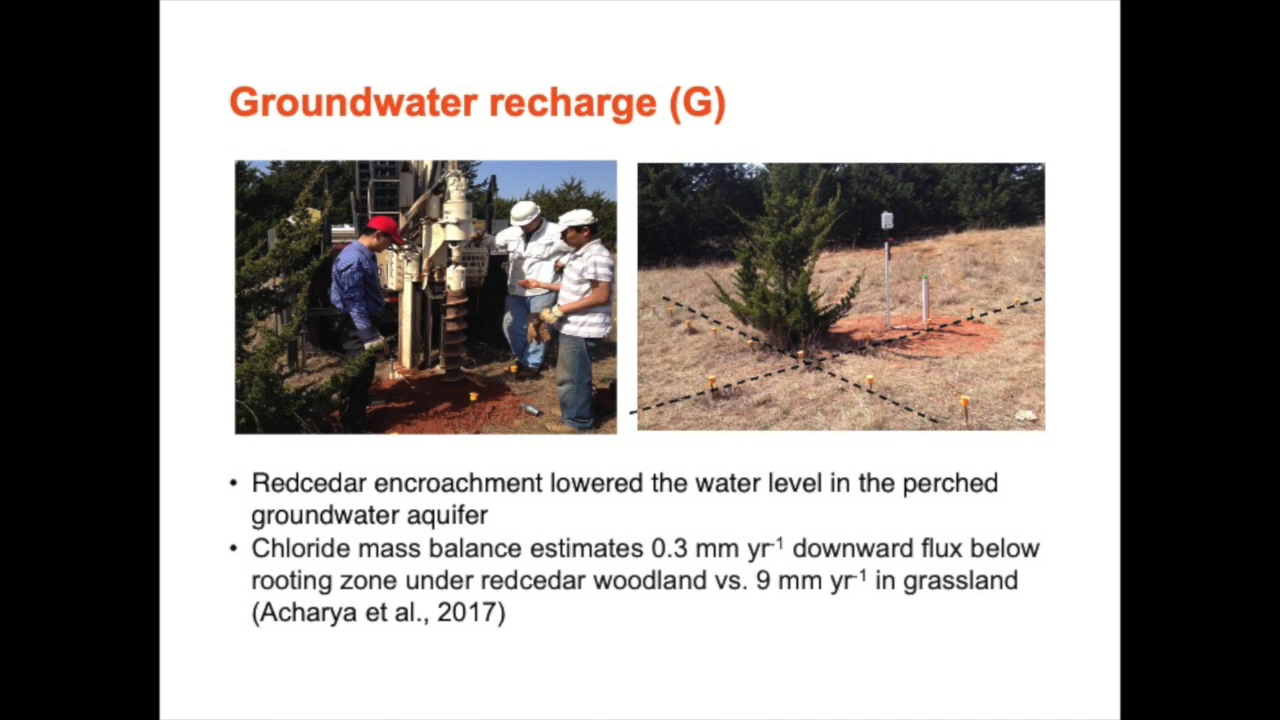 Groundwater recharge (G)
• Redcedar encroachment lowered the water level in the perched
groundwater aquifer
• Chloride mass balance estimates 0.3 mm yr⁻¹ downward flux below
rooting zone under redcedar woodland vs. 9 mm yr⁻¹ in grassland
(Acharya et al., 2017)